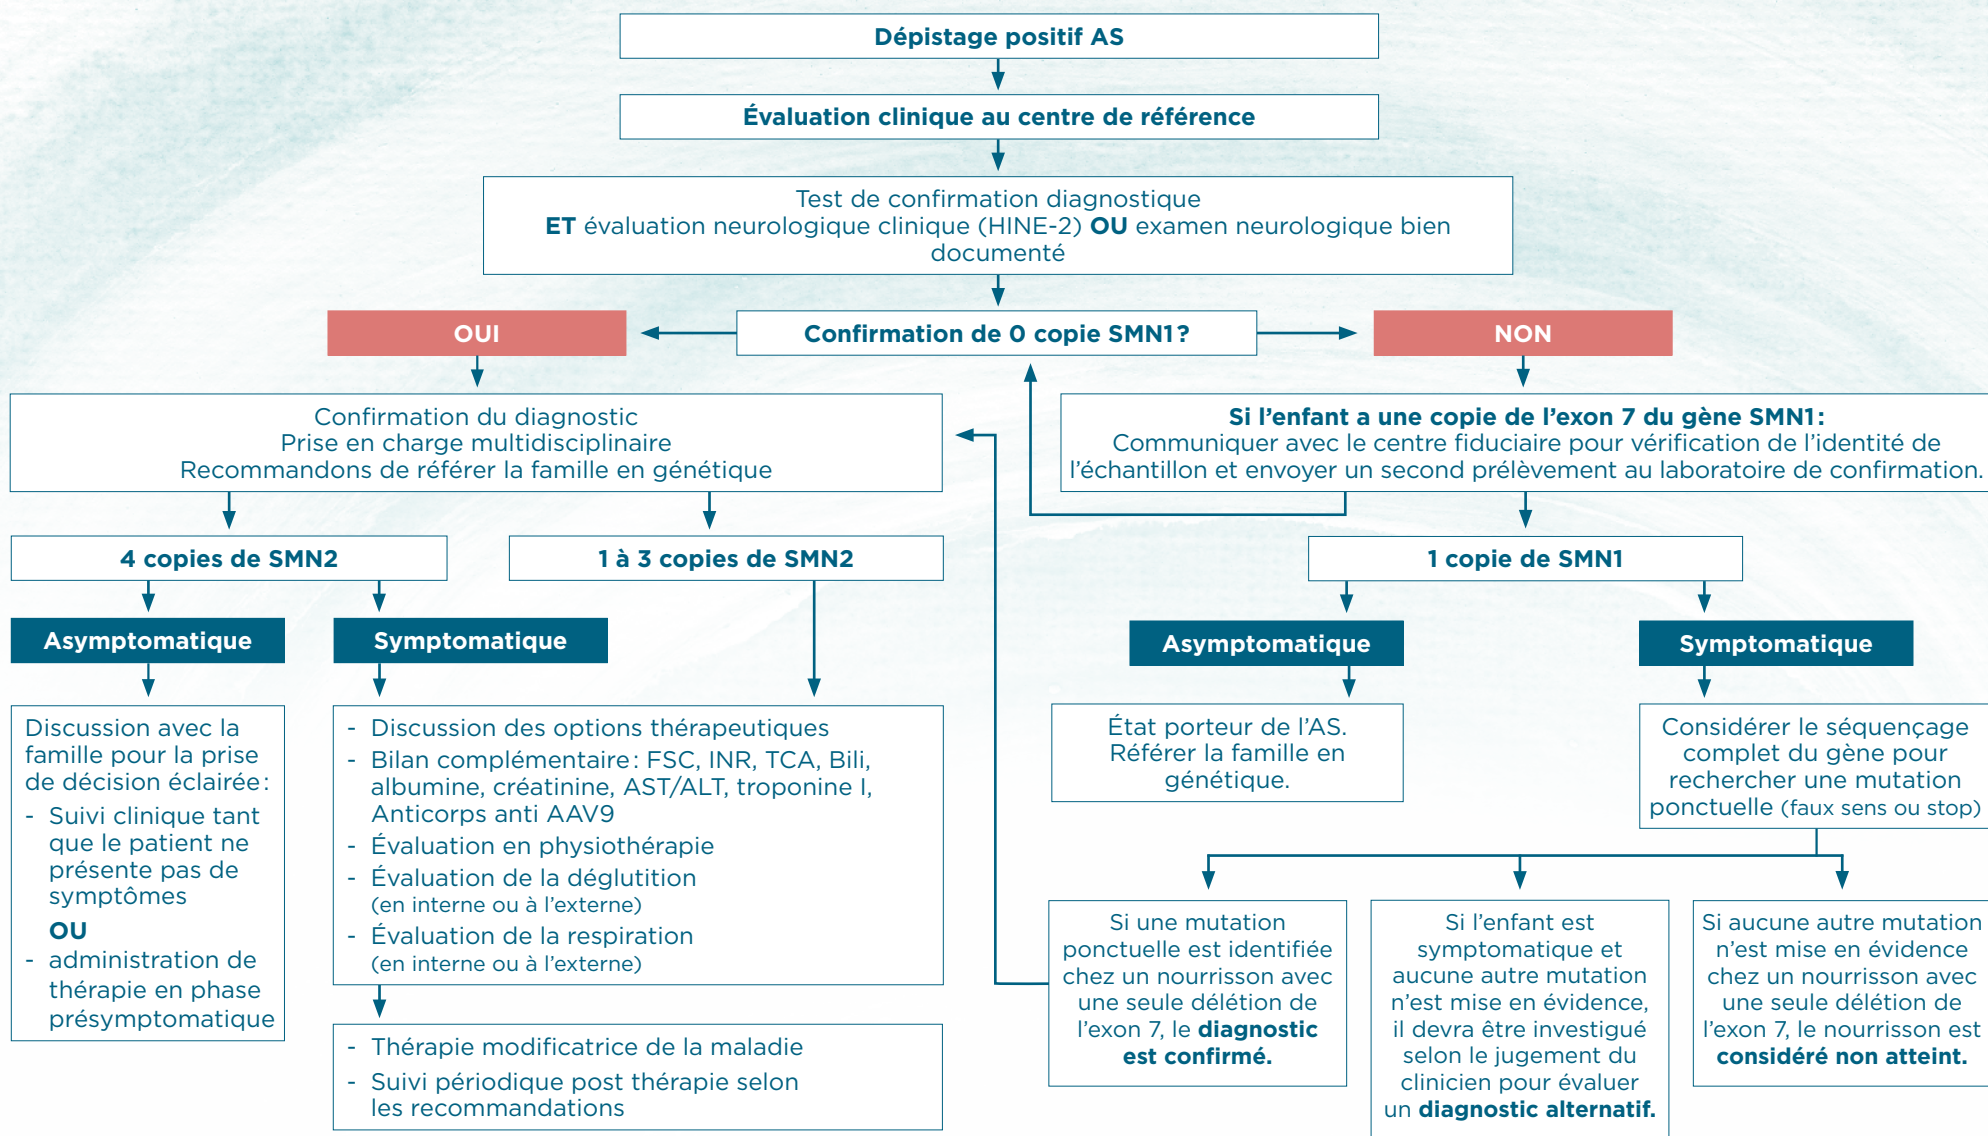 Dépistage positif AS
Évaluation clinique au centre de référence
Test de confirmation diagnostique
ET évaluation neurologique clinique (HINE-2) OU examen neurologique bien
documenté
OUI
Confirmation de 0 copie SMN1?
NON
Confirmation du diagnostic
Prise en charge multidisciplinaire
Recommandons de référer la famille en génétique
Si l'enfant a une copie de l'exon 7 du gène SMN1:
Communiquer avec le centre fiduciaire pour vérification de l'identité de
l'échantillon et envoyer un second prélèvement au laboratoire de confirmation.
4 copies de SMN2
1 à 3 copies de SMN2
1 copie de SMN1
Asymptomatique
Symptomatique
Asymptomatique
Symptomatique
Discussion avec la
famille pour la prise
de décision éclairée:
- Suivi clinique tant
que le patient ne
présente pas de
symptômes
OU
- administration de
thérapie en phase
présymptomatique
- Discussion des options thérapeutiques
- Bilan complémentaire: FSC, INR, TCA, Bili,
albumine, créatinine, AST/ALT, troponine I,
Anticorps anti AAV9
- Évaluation en physiothérapie
- Évaluation de la déglutition
(en interne ou à l'externe)
- Évaluation de la respiration
(en interne ou à l'externe)
- Thérapie modificatrice de la maladie
- Suivi périodique post thérapie selon
les recommandations
État porteur de l'AS.
Référer la famille en
génétique.
Considérer le séquençage
complet du gène pour
rechercher une mutation
ponctuelle (faux sens ou stop)
Si une mutation
ponctuelle est identifiée
chez un nourrisson avec
une seule délétion de
l'exon 7, le diagnostic
est confirmé.
Si l'enfant est
symptomatique et
aucune autre mutation
n'est mise en évidence,
il devra être investigué
selon le jugement du
clinicien pour évaluer
un diagnostic alternatif.
Si aucune autre mutation
n'est mise en évidence
chez un nourrisson avec
une seule délétion de
l'exon 7, le nourrisson est
considéré non atteint.